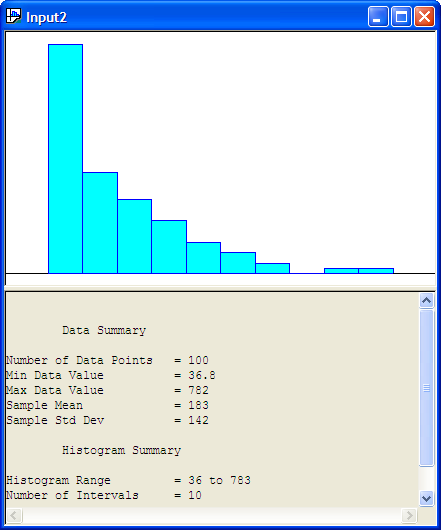 Input2
Data Summary
Number of Data Points = 100
Min Data Value = 36.8
Max Data Value = 782
Sample Mean = 183
Sample Std Dev = 142
Histogram Summary
Histogram Range = 36 to 783
Number of Intervals = 10